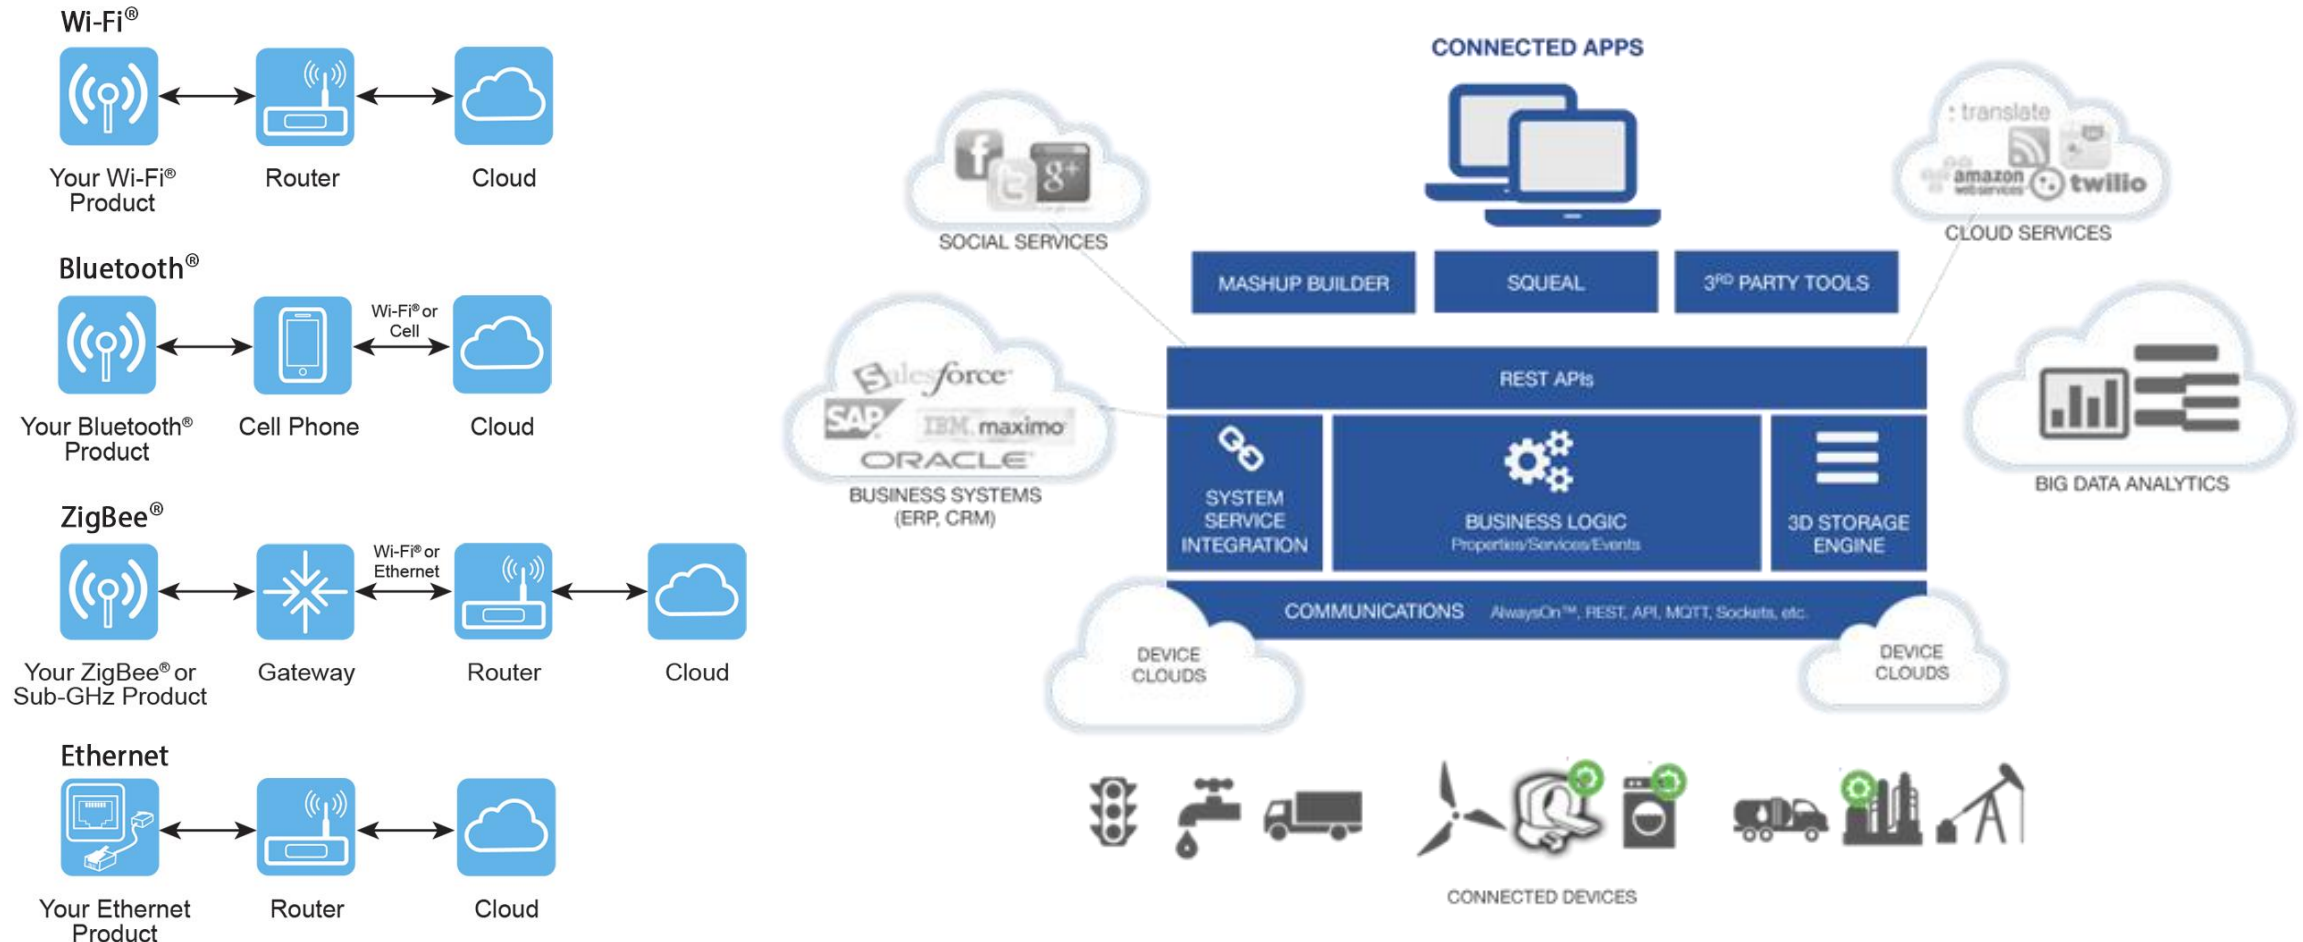 Wi-Fi®
Your Wi-Fi®
Product
Router
Cloud
Bluetooth®
Wi-Fi® or
Cell
Your Bluetooth®
Product
Cell Phone
Cloud
ZigBee®
Wi-Fi® or
Ethernet
Your ZigBee® or
Sub-GHz Product
Gateway
Router
Cloud
Ethernet
Your Ethernet
Product
Router
Cloud
CONNECTED APPS
f
t
g+
SOCIAL SERVICES
translate
amazon
webservices
twilio
CLOUD SERVICES
MASHUP BUILDER
SQUEAL
3RD PARTY TOOLS
salesforce
SAP
IBM. maximo
ORACLE
BUSINESS SYSTEMS
(ERP, CRM)
REST APIs
SYSTEM
SERVICE
INTEGRATION
BUSINESS LOGIC
Properties/Services/Events
3D STORAGE
ENGINE
BIG DATA ANALYTICS
COMMUNICATIONS AlwaysOn™, REST, API, MQTT, Sockets, etc.
DEVICE
CLOUDS
DEVICE
CLOUDS
CONNECTED DEVICES